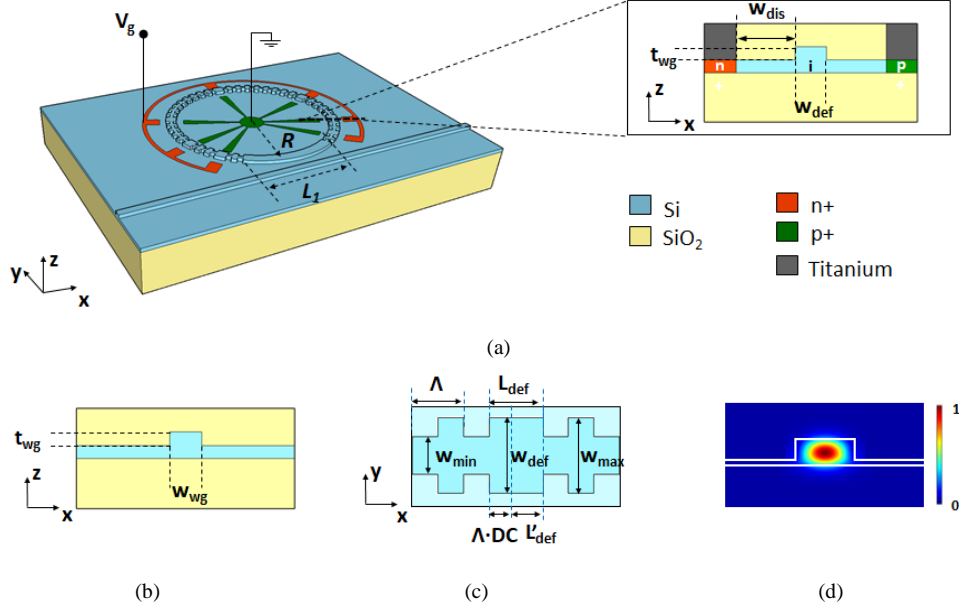 Vg
R
L1
y
z
x
(a)
wdis
twg
n
i
p
+
+
wdef
z
x
Si
SiO2
n+
p+
Titanium
twg
wwg
z
x
(b)
Λ
Ldef
wmin
wdef
wmax
y
x
Λ·DC
L'def
(c)
1
0
(d)